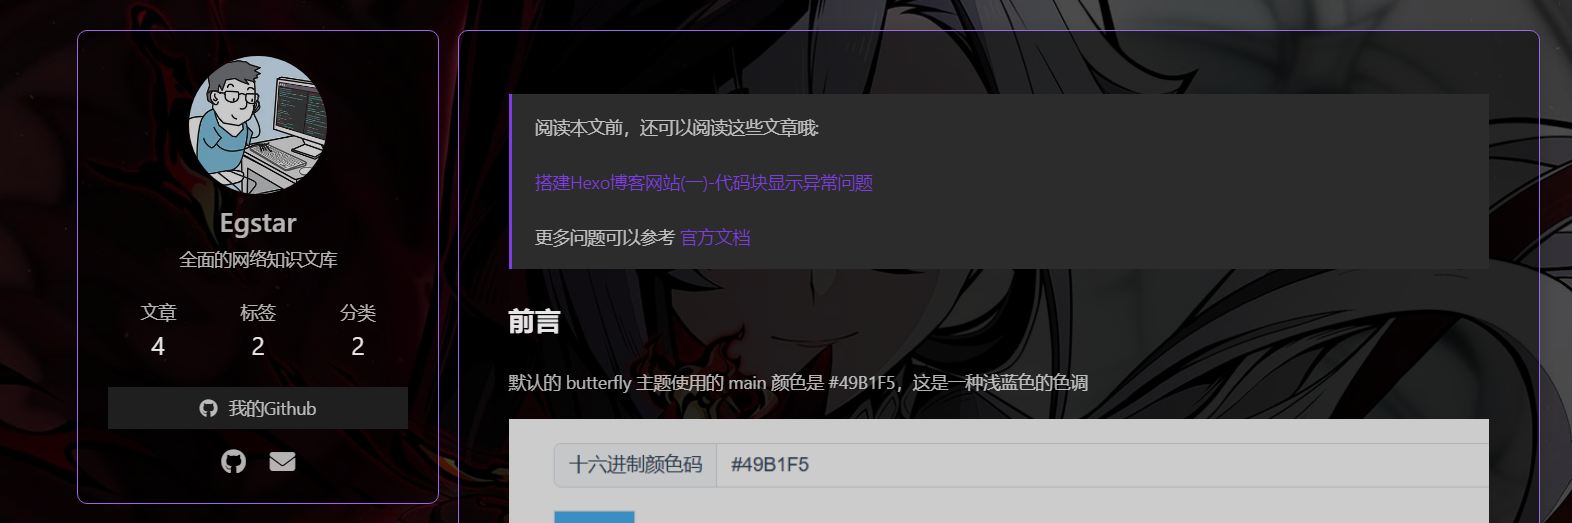 Egstar
全面的网络知识文库
文章 标签 分类
4 2 2
我的Github
阅读本文前，还可以阅读这些文章哦:
搭建Hexo博客网站(一)-代码块显示异常问题
更多问题可以参考 官方文档
前言
默认的 butterfly 主题使用的 main 颜色是 #49B1F5，这是一种浅蓝色的色调
十六进制颜色码 #49B1F5